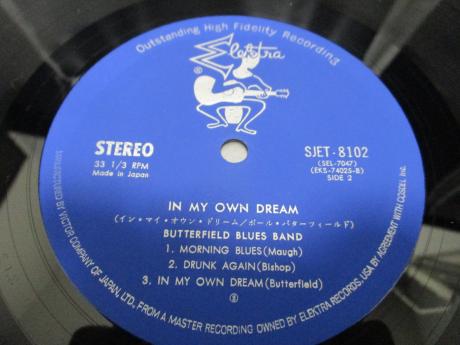 Outstanding High Fidelity Recording
Elektra
®
STEREO
33 1/3 RPM
Made in Japan
SJET-8102
(SEL-7047)
(EKS-74025-B)
SIDE 2
IN MY OWN DREAM
(イン・マイ・オウン・ドリーム/ポール・バターフィールド)
BUTTERFIELD BLUES BAND
1. MORNING BLUES (Maugh)
2. DRUNK AGAIN (Bishop)
3. IN MY OWN DREAM (Butterfield)
MANUFACTURED BY VICTOR COMPANY OF JAPAN, LTD., FROM A MASTER RECORDING OWNED BY ELEKTRA RECORDS, USA BY AGREEMENT WITH COSDEL Inc.